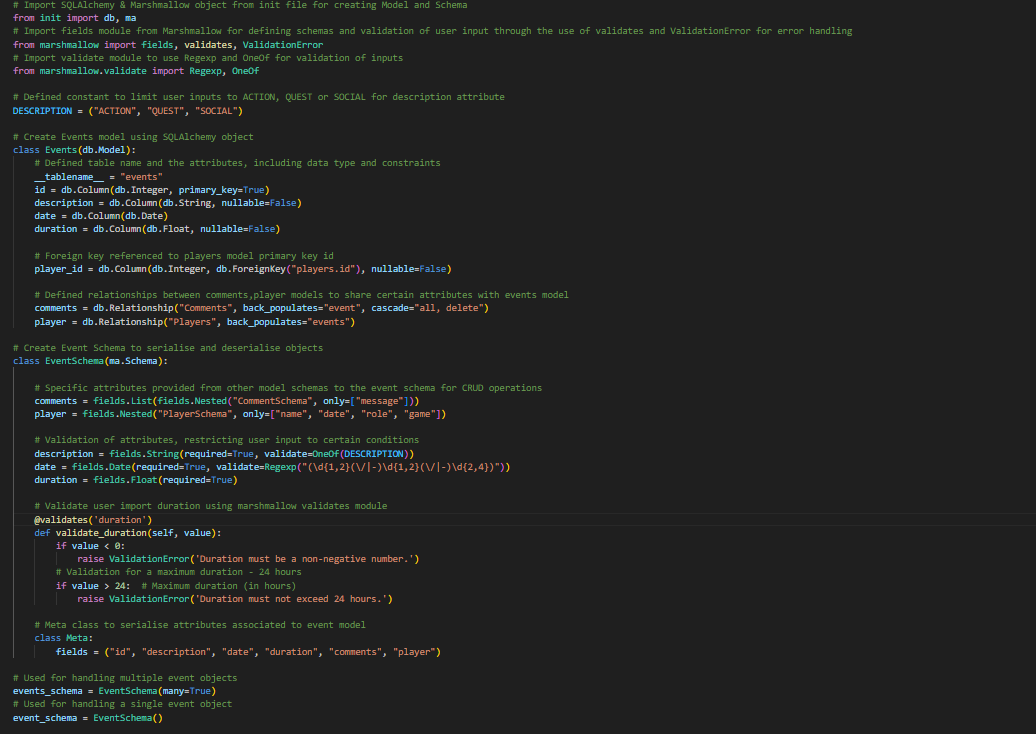 # Import SQLAlchemy & Marshmallow object from init file for creating Model and Schema
from init import db, ma
# Import fields module from Marshmallow for defining schemas and validation of user input through the use of validates and ValidationError for error handling
from marshmallow import fields, validates, ValidationError
# Import validate module to use Regexp and OneOf for validation of inputs
from marshmallow.validate import Regexp, OneOf
# Defined constant to limit user inputs to ACTION, QUEST or SOCIAL for description attribute
DESCRIPTION = ("ACTION", "QUEST", "SOCIAL")
# Create Events model using SQLAlchemy object
class Events(db.Model):
    # Defined table name and the attributes, including data type and constraints
    __tablename__ = "events"
    id = db.Column(db.Integer, primary_key=True)
    description = db.Column(db.String, nullable=False)
    date = db.Column(db.Date)
    duration = db.Column(db.Float, nullable=False)
    # Foreign key referenced to players model primary key id
    player_id = db.Column(db.Integer, db.ForeignKey("players.id"), nullable=False)
    # Defined relationships between comments,player models to share certain attributes with events model
    comments = db.Relationship("Comments", back_populates="event", cascade="all, delete")
    player = db.Relationship("Players", back_populates="events")
# Create Event Schema to serialise and deserialise objects
class EventSchema(ma.Schema):
    # Specific attributes provided from other model schemas to the event schema for CRUD operations
    comments = fields.List(fields.Nested("CommentSchema", only=["message"]))
    player = fields.Nested("PlayerSchema", only=["name", "date", "role", "game"])
    # Validation of attributes, restricting user input to certain conditions
    description = fields.String(required=True, validate=OneOf(DESCRIPTION))
    date = fields.Date(required=True, validate=Regexp("(\d{1,2}(\/|-)\d{1,2}(\/|-)\d{2,4})"))
    duration = fields.Float(required=True)
    # Validate user import duration using marshmallow validates module
    @validates('duration')
    def validate_duration(self, value):
        if value < 0:
            raise ValidationError('Duration must be a non-negative number.')
        # Validation for a maximum duration - 24 hours
        if value > 24:  # Maximum duration (in hours)
            raise ValidationError('Duration must not exceed 24 hours.')
    # Meta class to serialise attributes associated to event model
    class Meta:
        fields = ("id", "description", "date", "duration", "comments", "player")
# Used for handling multiple event objects
events_schema = EventSchema(many=True)
# Used for handling a single event object
event_schema = EventSchema()